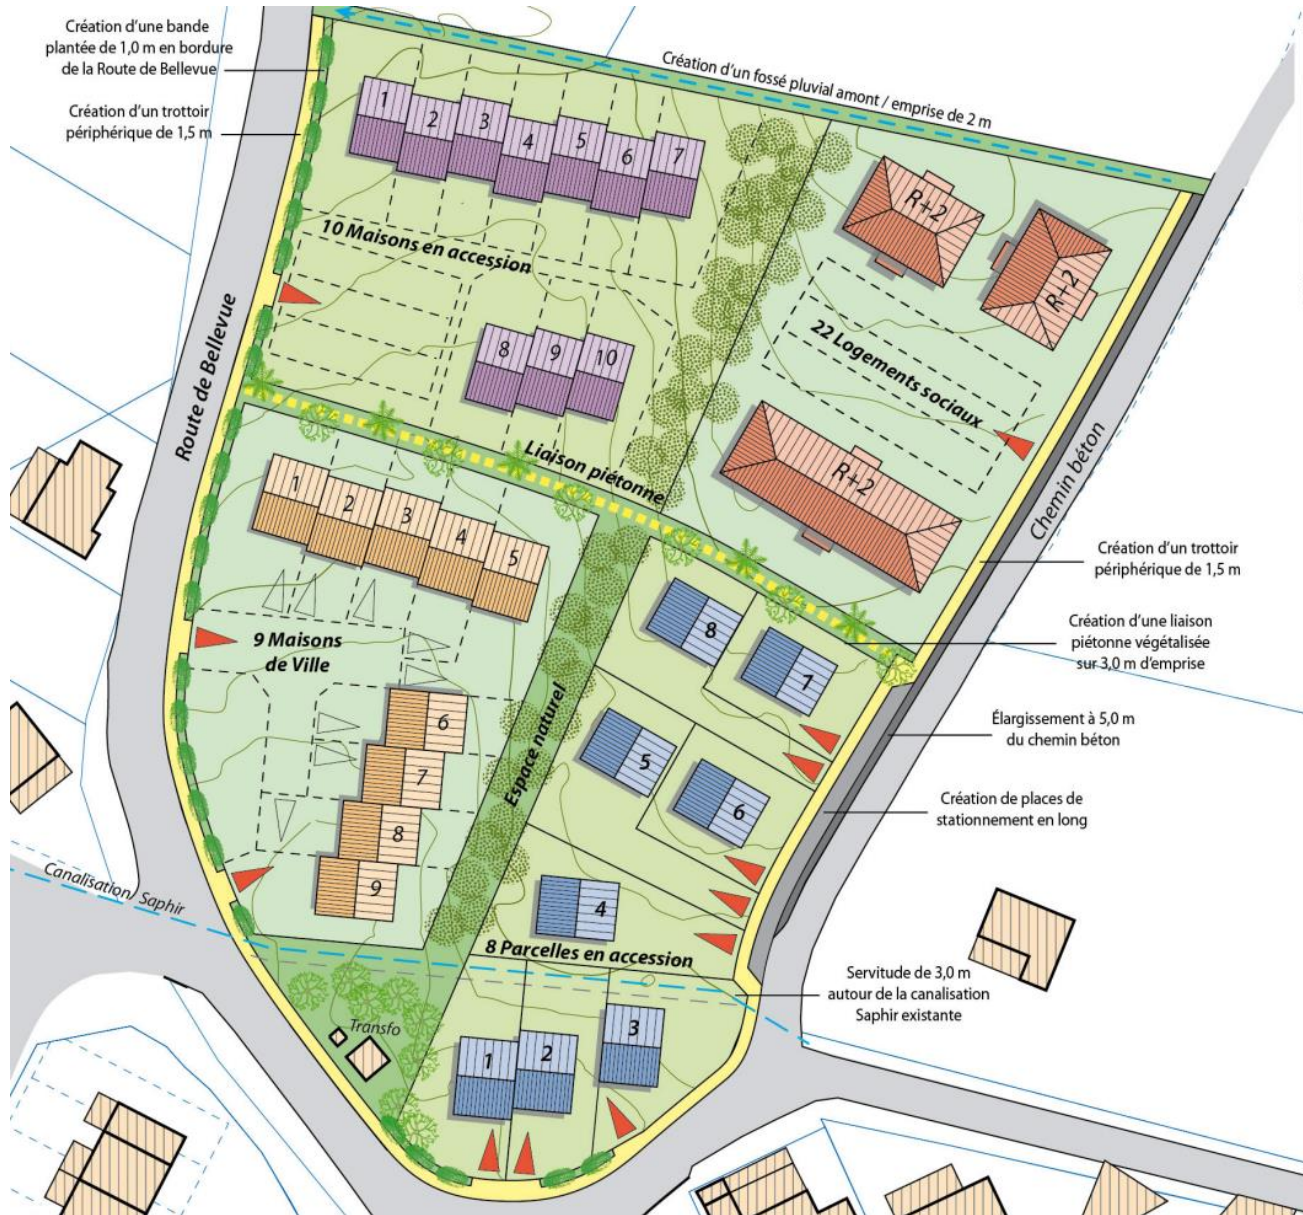 Création d'une bande
plantée de 1,0 m en bordure
de la Route de Bellevue
Création d'un trottoir
périphérique de 1,5 m
Création d'un fossé pluvial amont / emprise de 2 m
1
2
3
4
5
6
7
10 Maisons en accession
8
9
10
R+2
R+2
22 Logements sociaux
R+2
Route de Bellevue
Liaison piétonne
Chemin béton
1
2
3
4
5
9 Maisons
de Ville
6
7
8
9
Espace naturel
8
7
5
6
4
8 Parcelles en accession
1
2
3
Canalisation/ Saphir
Transfo
Création d'un trottoir
périphérique de 1,5 m
Création d'une liaison
piétonne végétalisée
sur 3,0 m d'emprise
Élargissement à 5,0 m
du chemin béton
Création de places de
stationnement en long
Servitude de 3,0 m
autour de la canalisation
Saphir existante